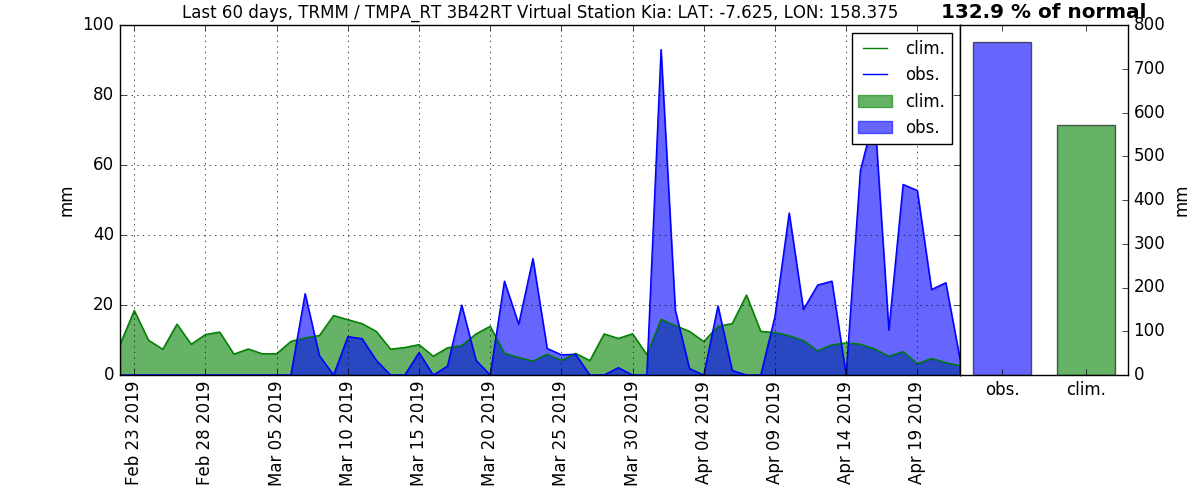 Last 60 days, TRMM / TMPA_RT 3B42RT Virtual Station Kia: LAT: -7.625, LON: 158.375
132.9 % of normal
100
80
60
40
20
0
mm
clim.
obs.
clim.
obs.
Feb 23 2019
Feb 28 2019
Mar 05 2019
Mar 10 2019
Mar 15 2019
Mar 20 2019
Mar 25 2019
Mar 30 2019
Apr 04 2019
Apr 09 2019
Apr 14 2019
Apr 19 2019
800
700
600
500
400
300
200
100
0
mm
obs.
clim.